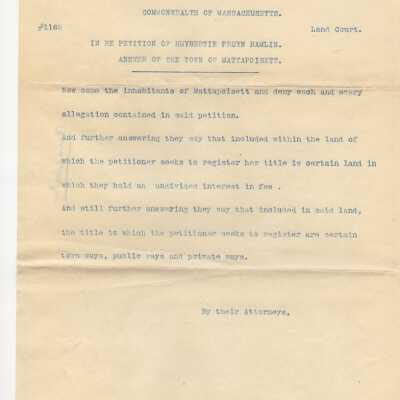 COMMONWEALTH OF MASSACHUSETTS.
#1168 Land Court.
IN RE PETITION OF HUYBERTIE PRUYN HAMLIN.
ANSWER OF THE TOWN OF MATTAPOISETT.
Now come the inhabitants of Mattapoisett and deny each and every
allegation contained in said petition.
And further answering they say that included within the land of
which the petitioner seeks to register her title is certain land in
which they hold an undivided interest in fee .
And still further answering they say that included in said land,
the title to which the petitioner seeks to register are certain
town ways, public ways and private ways.
By their Attorneys,